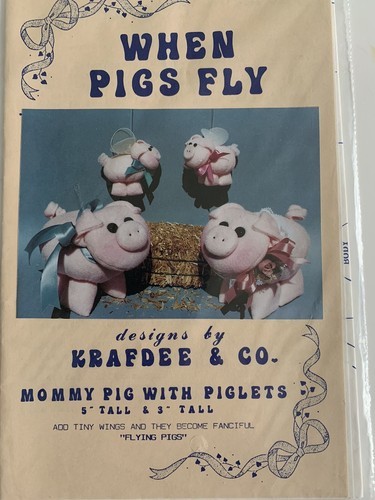 WHEN
PIGS FLY
designs by
KRAFDEE & CO.
MOMMY PIG WITH PIGLETS
5" TALL & 3" TALL
ADD TINY WINGS AND THEY BECOME FANCIFUL
"FLYING PIGS"
BODY